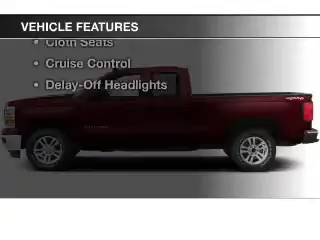 VEHICLE FEATURES
• Cloth Seats
• Cruise Control
• Delay-Off Headlights